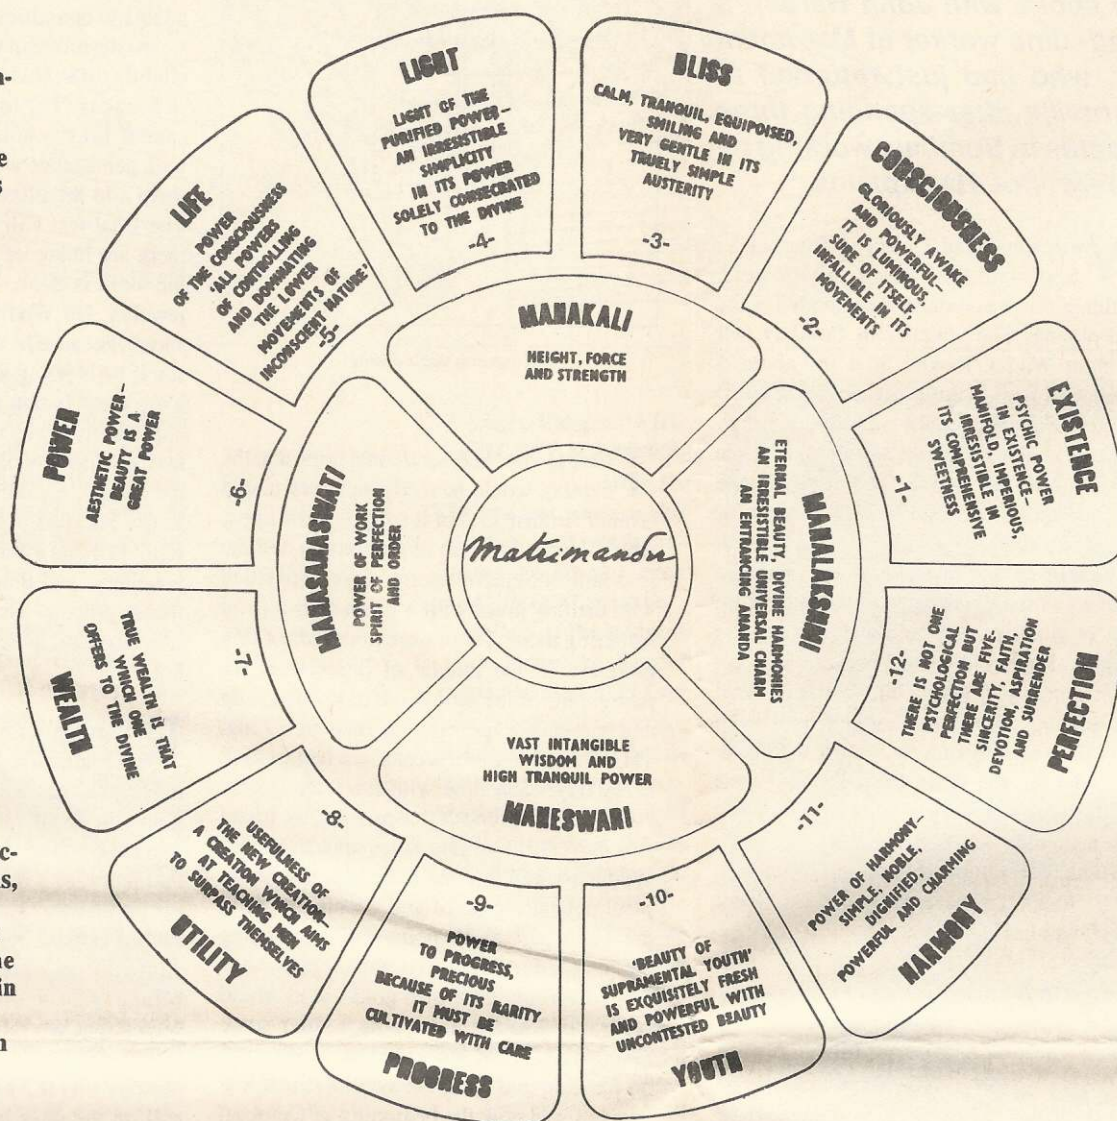 LIGHT
LIGHT OF THE
PURIFIED POWER—
AN IRRESISTIBLE
SIMPLICITY
IN ITS POWER
SOLELY CONSECRATED
TO THE DIVINE
-4-
BLISS
CALM, TRANQUIL, EQUIPOISED,
SMILING AND
VERY GENTLE IN ITS
TRUELY SIMPLE
AUSTERITY
-3-
CONSCIOUSNESS
GLORIOUSLY AWAKE
AND POWERFUL—
IT IS LUMINOUS,
SURE OF ITSELF,
INFALLIBLE IN ITS
MOVEMENTS
-2-
EXISTENCE
PSYCHIC POWER
IN EXISTENCE—
MANIFOLD, IMPERIOUS,
IRRESISTIBLE IN
ITS COMPREHENSIVE
SWEETNESS
-1-
-12-
THERE IS NOT ONE
PSYCHOLOGICAL
PERFECTION BUT
THERE ARE FIVE-
SINCERITY, FAITH,
DEVOTION, ASPIRATION
AND SURRENDER
PERFECTION
-11-
POWER OF HARMONY—
SIMPLE, NOBLE,
DIGNIFIED,
POWERFUL AND CHARMING
HARMONY
-10-
'BEAUTY OF
SUPRAMENTAL YOUTH'
IS EXQUISITELY FRESH
AND POWERFUL WITH
UNCONTESTED BEAUTY
YOUTH
-9-
POWER
TO PROGRESS,
PRECIOUS
BECAUSE OF ITS RARITY
IT MUST BE
CULTIVATED WITH CARE
PROGRESS
-8-
USEFULNESS OF
THE NEW CREATION—
A CREATION WHICH AIMS
AT TEACHING MEN
TO SURPASS THEMSELVES
UTILITY
-7-
TRUE WEALTH IS THAT
WHICH ONE
OFFERS TO THE DIVINE
WEALTH
POWER
AESTHETIC POWER—
BEAUTY IS A
GREAT POWER
-6-
LIFE
POWER
OF THE CONSCIOUSNESS
'ALL POWERS
OF CONTROLLING
AND DOMINATING
THE LOWER
MOVEMENTS OF
INCONSCIENT NATURE'
-5-
MAHAKALI
HEIGHT, FORCE
AND STRENGTH
MAHALAKSHMI
ETERNAL BEAUTY, DIVINE HARMONIES
AN IRRESISTIBLE UNIVERSAL CHARM
AN ENTRANCING ANANDA
VAST INTANGIBLE
WISDOM AND
HIGH TRANQUIL POWER
MAHESWARI
MAHASARASWATI
POWER OF WORK
SPIRIT OF PERFECTION
AND ORDER
Matrimandir